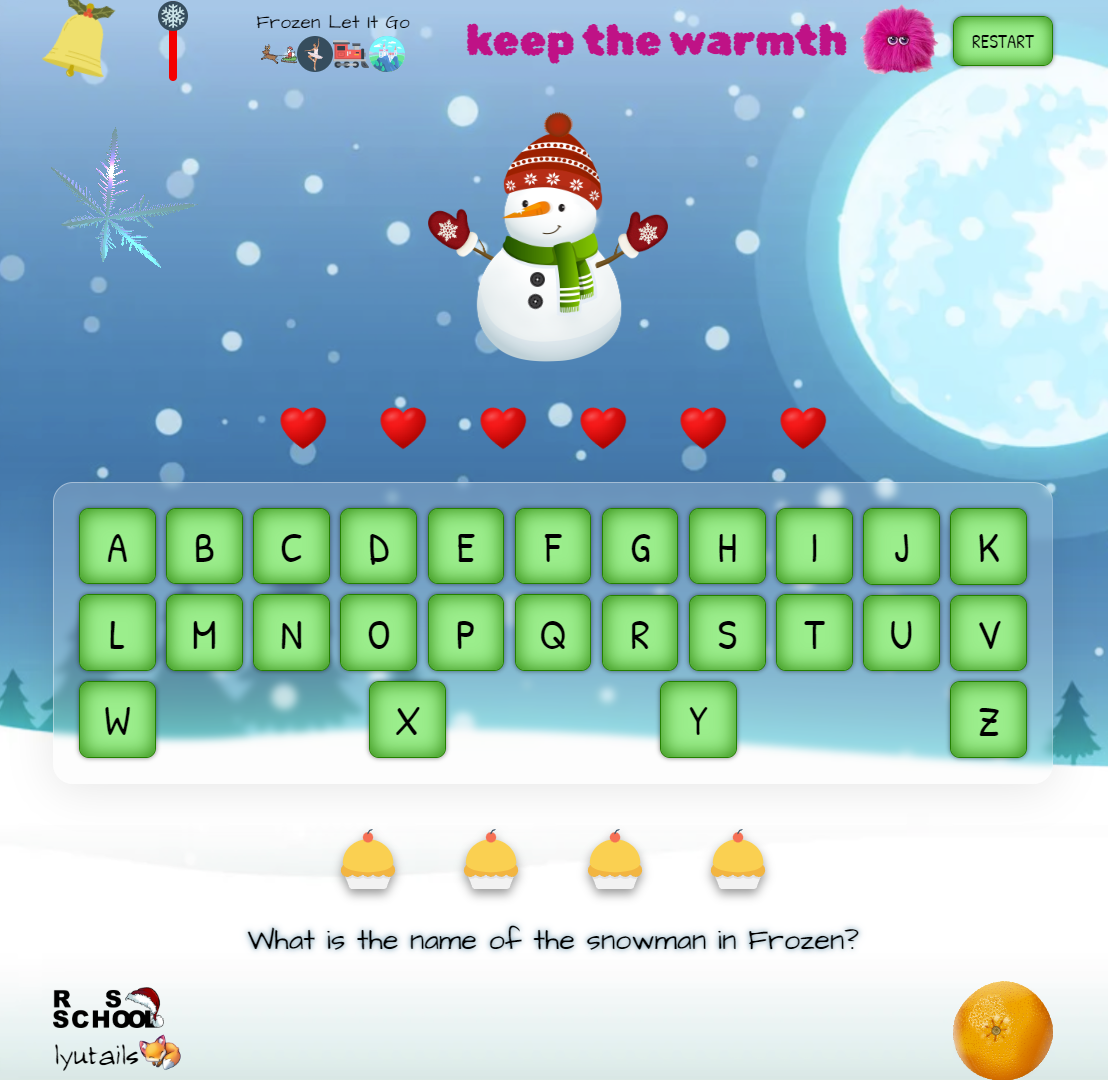 Frozen Let It Go
keep the warmth
RESTART
A B C D E F G H I J K
L M N O P Q R S T U V
W X Y Z
What is the name of the snowman in Frozen?
R S
SCHOOL
lyutails